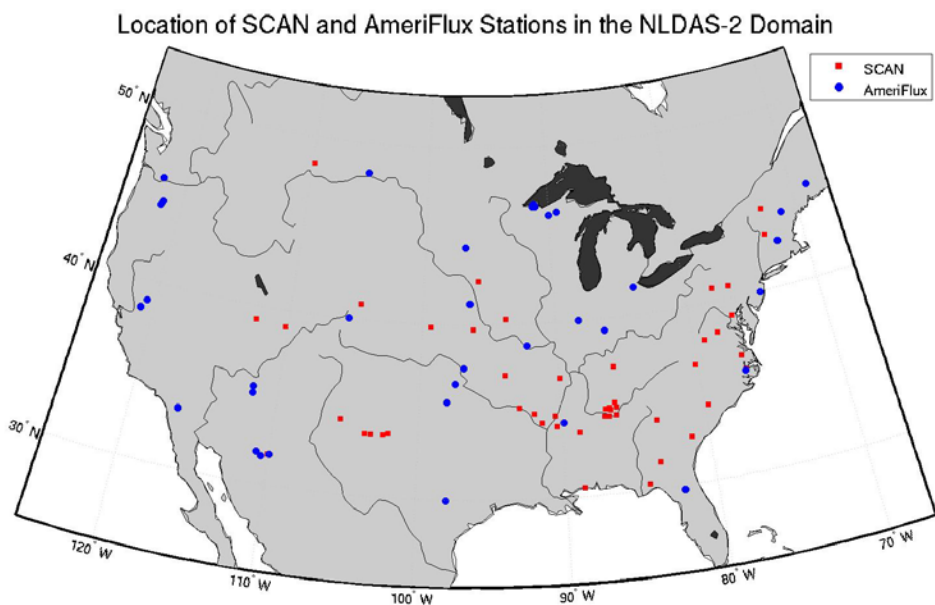 Location of SCAN and AmeriFlux Stations in the NLDAS-2 Domain
SCAN
AmeriFlux
50° N
40° N
30° N
120° W
110° W
100° W
90° W
80° W
70° W